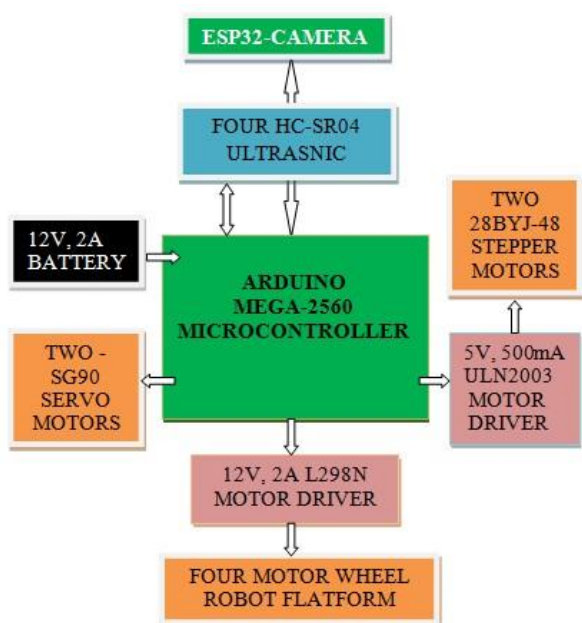 ESP32-CAMERA
FOUR HC-SR04
ULTRASNIC
TWO
28BYJ-48
STEPPER
MOTORS
12V, 2A
BATTERY
ARDUINO
MEGA-2560
MICROCONTROLLER
TWO -
SG90
SERVO
MOTORS
5V, 500mA
ULN2003
MOTOR
DRIVER
12V, 2A L298N
MOTOR DRIVER
FOUR MOTOR WHEEL
ROBOT FLATFORM